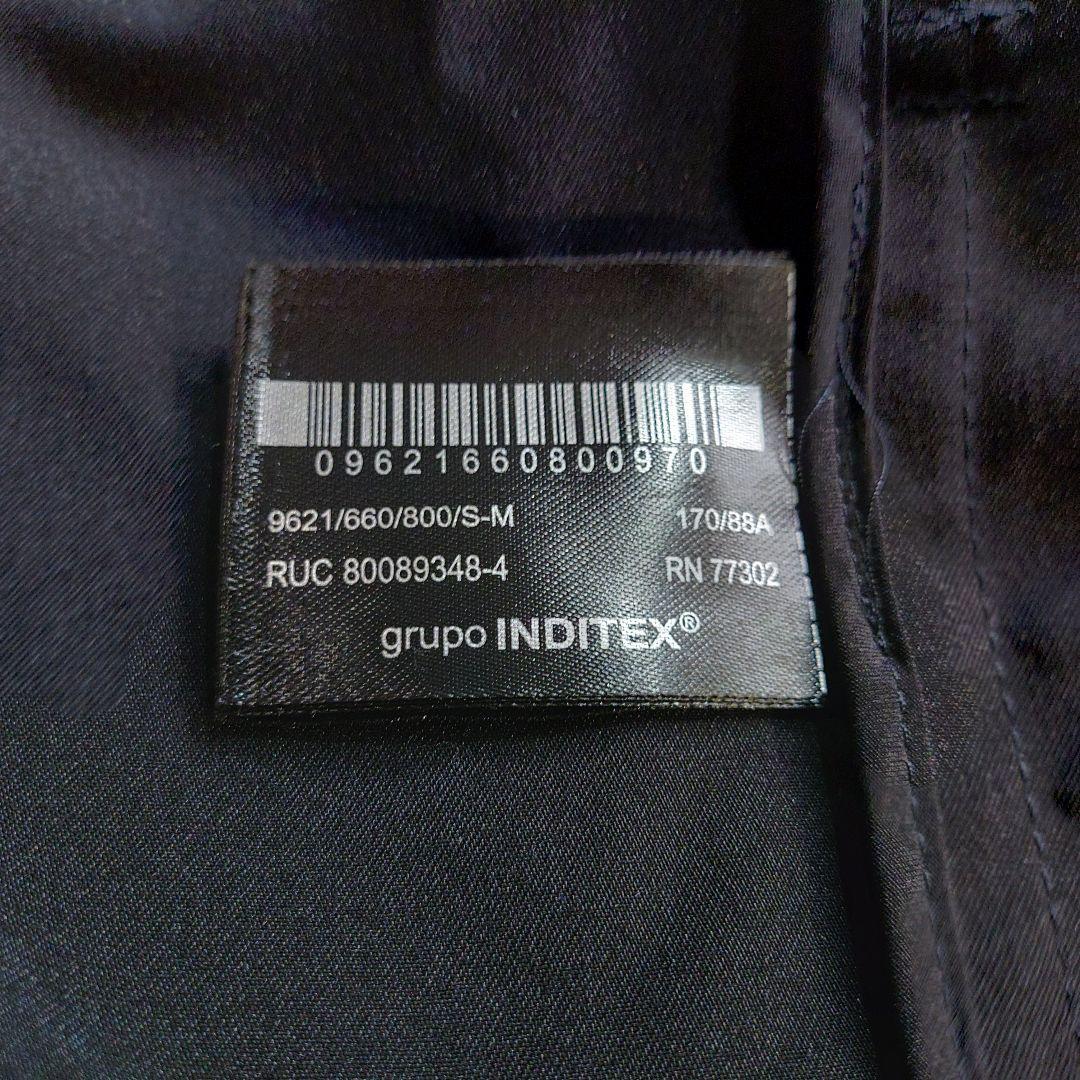 09621660800970
9621/660/800/S-M 170/88A
RUC 80089348-4 RN 77302
grupo INDITEX®